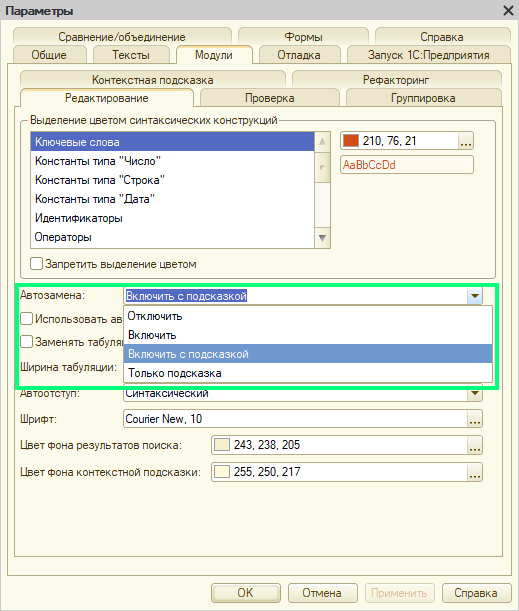 Параметры
Сравнение/объединение Формы Справка
Общие Тексты Модули Отладка Запуск 1С:Предприятия
Контекстная подсказка Рефакторинг
Редактирование Проверка Группировка
Выделение цветом синтаксических конструкций
Ключевые слова
Константы типа "Число"
Константы типа "Строка"
Константы типа "Дата"
Идентификаторы
Операторы
210, 76, 21 ...
AaBbCcDd
Запретить выделение цветом
Автозамена: Включить с подсказкой
Отключить
Использовать ав
Включить
Заменять табуля
Включить с подсказкой
Ширина табуляции: Только подсказка
Автоотступ: Синтаксический
Шрифт: Courier New, 10 ...
Цвет фона результатов поиска: 243, 238, 205 ...
Цвет фона контекстной подсказки: 255, 250, 217 ...
OK Отмена Применить Справка